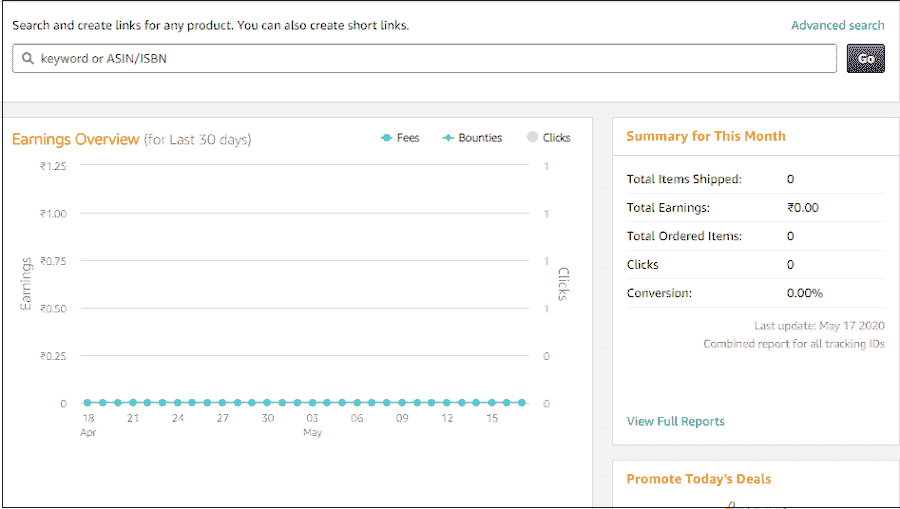 Search and create links for any product. You can also create short links.
Advanced search
keyword or ASIN/ISBN
Go
Earnings Overview (for Last 30 days)
Fees
Bounties
Clicks
₹1.25
₹1.00
₹0.75
₹0.50
₹0.25
0
Earnings
1
1
1
1
0
0
Clicks
18 21 24 27 30 03 06 09 12 15
Apr May
Summary for This Month
Total Items Shipped: 0
Total Earnings: ₹0.00
Total Ordered Items: 0
Clicks 0
Conversion: 0.00%
Last update: May 17 2020
Combined report for all tracking IDs
View Full Reports
Promote Today's Deals